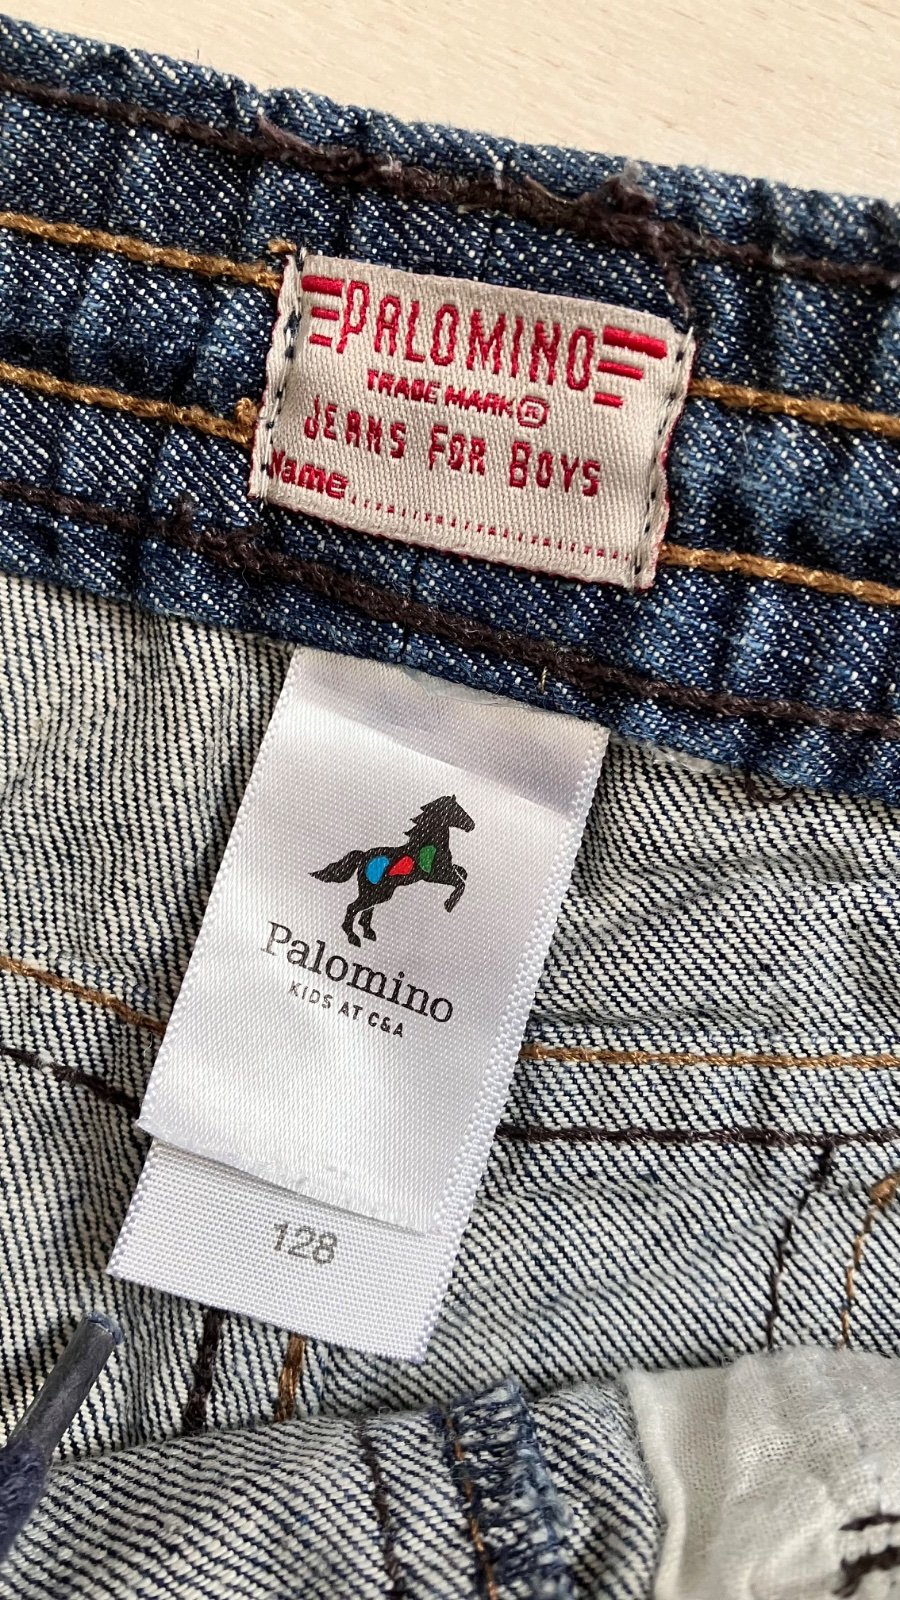 PALOMINO
TRADE MARK ®
JEANS FOR BOYS
Name..............................
Palomino
KIDS AT C&A
128